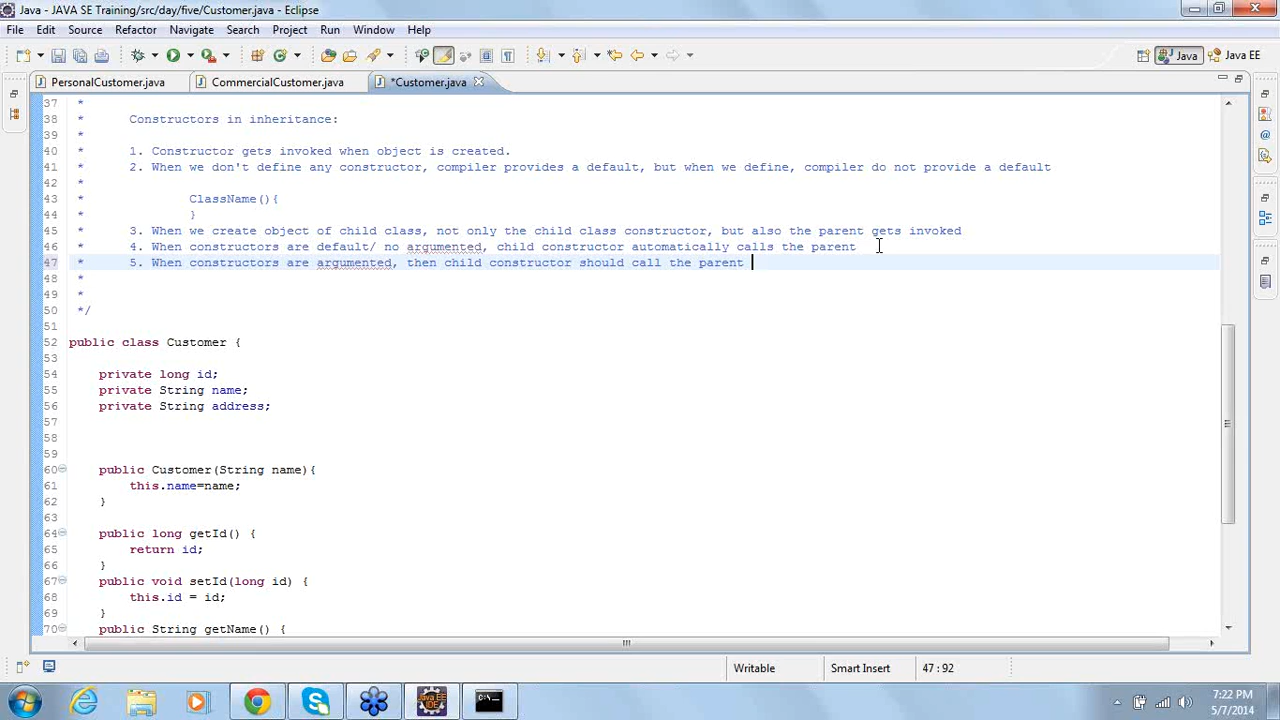 Java - JAVA SE Training/src/day/five/Customer.java - Eclipse
File Edit Source Refactor Navigate Search Project Run Window Help
Java Java EE
PersonalCustomer.java CommercialCustomer.java *Customer.java
37 *
38 * Constructors in inheritance:
39 *
40 * 1. Constructor gets invoked when object is created.
41 * 2. When we don't define any constructor, compiler provides a default, but when we define, compiler do not provide a default
42 *
43 * ClassName(){
44 * }
45 * 3. When we create object of child class, not only the child class constructor, but also the parent gets invoked
46 * 4. When constructors are default/ no argumented, child constructor automatically calls the parent
47 * 5. When constructors are argumented, then child constructor should call the parent
48 *
49 *
50 */
51
52 public class Customer {
53
54 private long id;
55 private String name;
56 private String address;
57
58
59
60 public Customer(String name){
61 this.name=name;
62 }
63
64 public long getId() {
65 return id;
66 }
67 public void setId(long id) {
68 this.id = id;
69 }
70 public String getName() {
Writable Smart Insert 47 : 92
Java EE
IDE
7:22 PM
5/7/2014